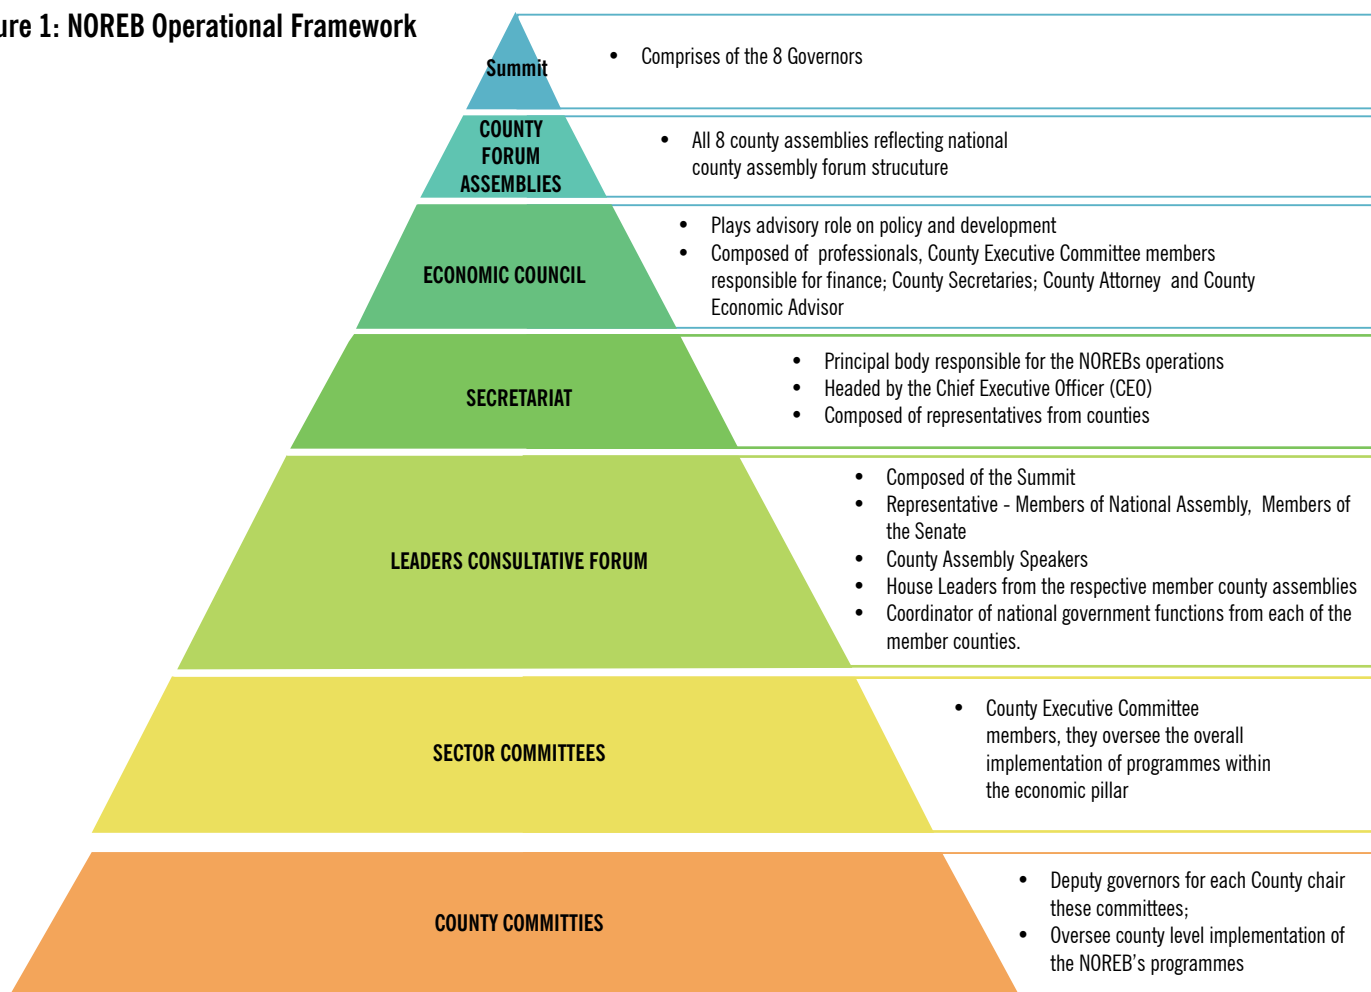 ure 1: NOREB Operational Framework
Summit
• Comprises of the 8 Governors
COUNTY
FORUM
ASSEMBLIES
• All 8 county assemblies reflecting national
county assembly forum strucuture
ECONOMIC COUNCIL
• Plays advisory role on policy and development
• Composed of professionals, County Executive Committee members
responsible for finance; County Secretaries; County Attorney and County
Economic Advisor
SECRETARIAT
• Principal body responsible for the NOREBs operations
• Headed by the Chief Executive Officer (CEO)
• Composed of representatives from counties
LEADERS CONSULTATIVE FORUM
• Composed of the Summit
• Representative - Members of National Assembly, Members of
the Senate
• County Assembly Speakers
• House Leaders from the respective member county assemblies
• Coordinator of national government functions from each of the
member counties.
SECTOR COMMITTEES
• County Executive Committee
members, they oversee the overall
implementation of programmes within
the economic pillar
COUNTY COMMITTIES
• Deputy governors for each County chair
these committees;
• Oversee county level implementation of
the NOREB’s programmes